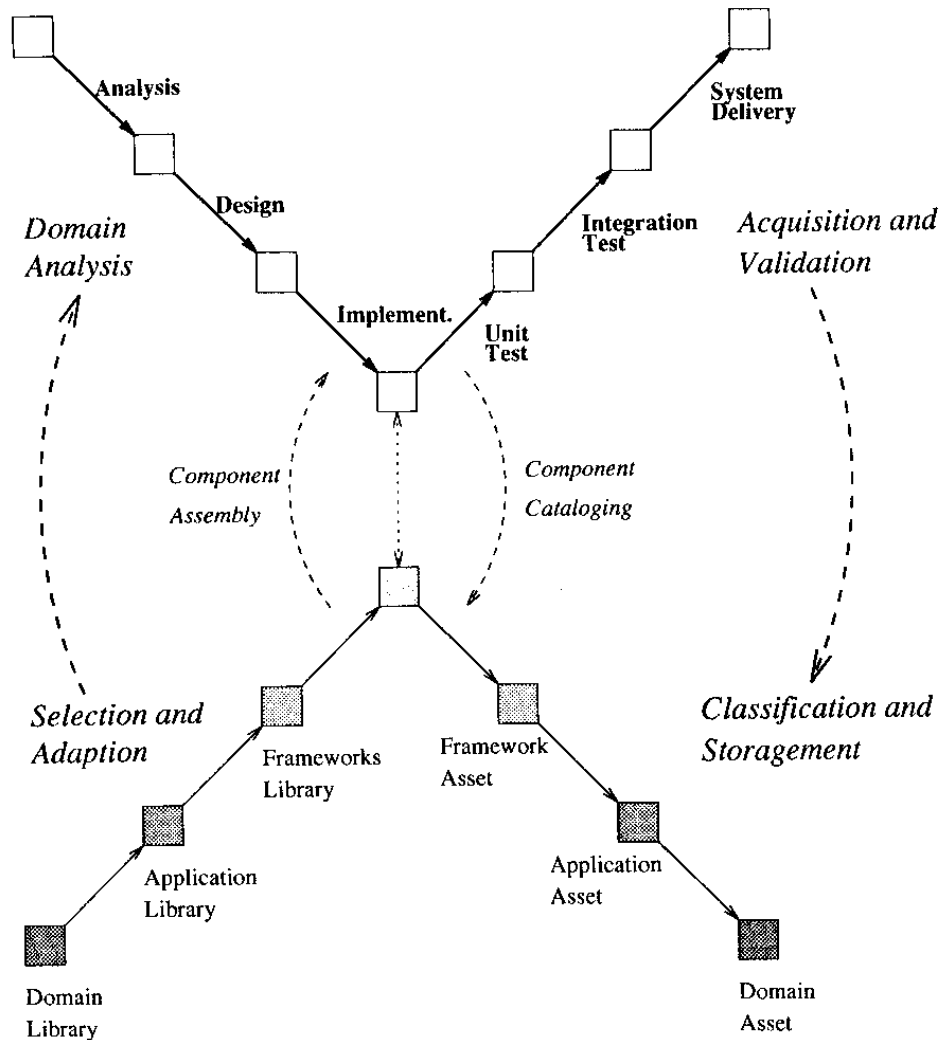 Analysis
System
Delivery
Design
Integration
Test
Domain
Analysis
Acquisition and
Validation
Implement.
Unit
Test
Component
Assembly
Component
Cataloging
Selection and
Adaption
Classification and
Storagement
Frameworks
Library
Framework
Asset
Application
Library
Application
Asset
Domain
Library
Domain
Asset